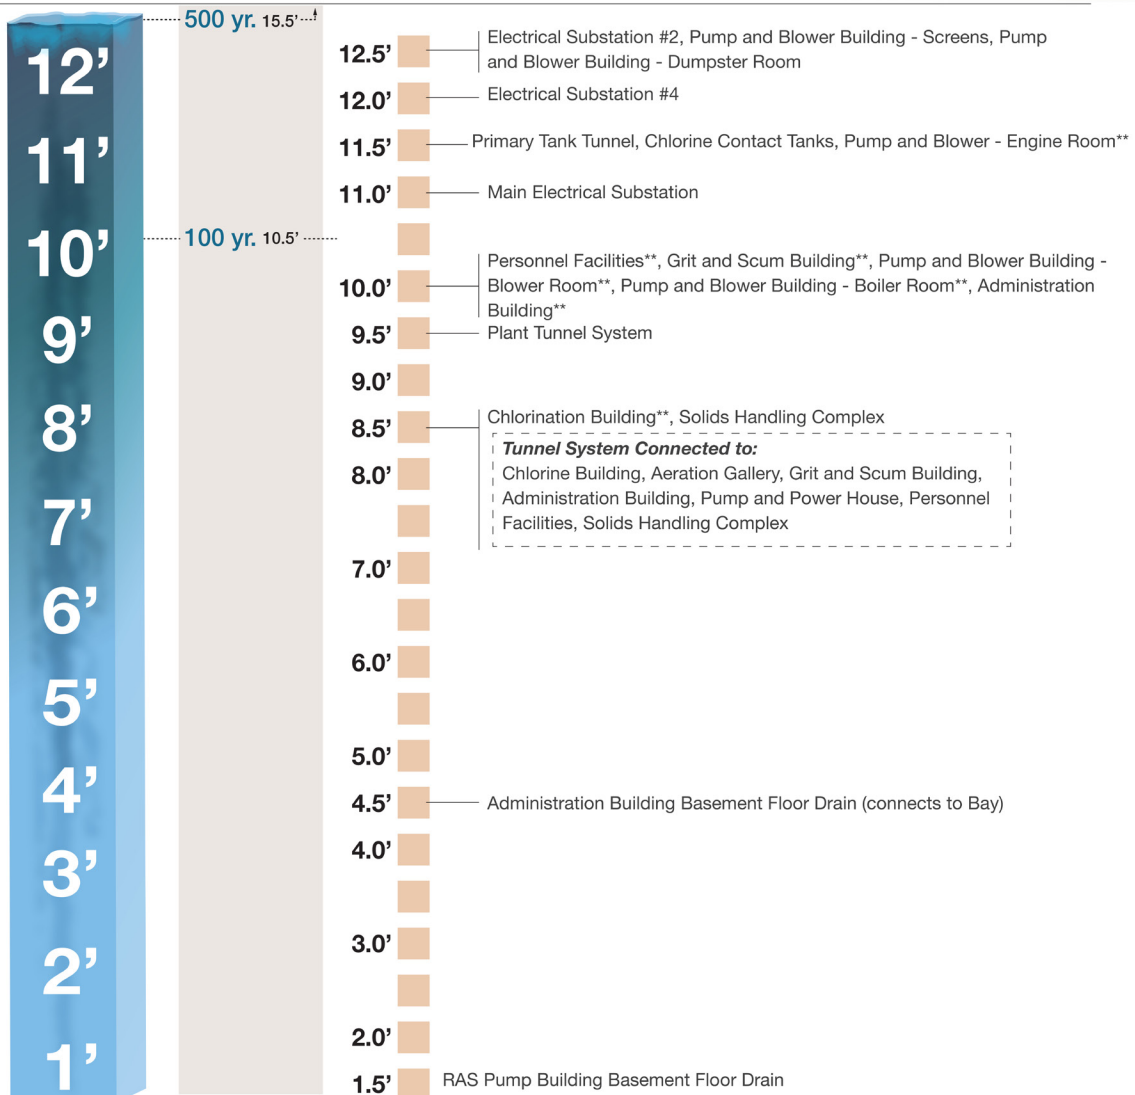 500 yr. 15.5’
12’
11’
10’
9’
8’
7’
6’
5’
4’
3’
2’
1’
100 yr. 10.5’
12.5’
Electrical Substation #2, Pump and Blower Building - Screens, Pump
and Blower Building - Dumpster Room
12.0’
Electrical Substation #4
11.5’
Primary Tank Tunnel, Chlorine Contact Tanks, Pump and Blower - Engine Room**
11.0’
Main Electrical Substation
10.0’
Personnel Facilities**, Grit and Scum Building**, Pump and Blower Building -
Blower Room**, Pump and Blower Building - Boiler Room**, Administration
Building**
9.5’
Plant Tunnel System
9.0’
8.5’
Chlorination Building**, Solids Handling Complex
Tunnel System Connected to:
Chlorine Building, Aeration Gallery, Grit and Scum Building,
Administration Building, Pump and Power House, Personnel
Facilities, Solids Handling Complex
8.0’
7.0’
6.0’
5.0’
4.5’
Administration Building Basement Floor Drain (connects to Bay)
4.0’
3.0’
2.0’
1.5’
RAS Pump Building Basement Floor Drain